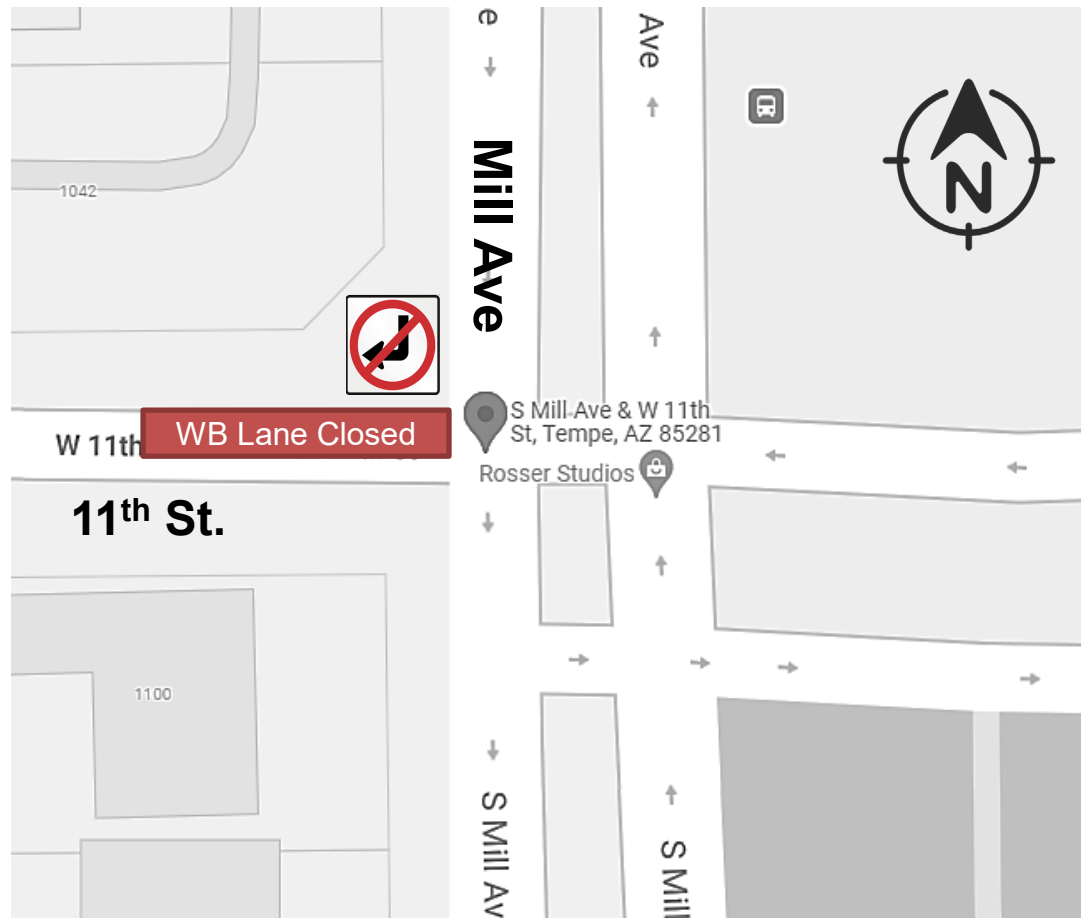 e
Ave
Mill Ave
N
1042
S Mill Ave & W 11th
St, Tempe, AZ 85281
WB Lane Closed
W 11th
Rosser Studios
11th St.
1100
S Mill Av
S Mill